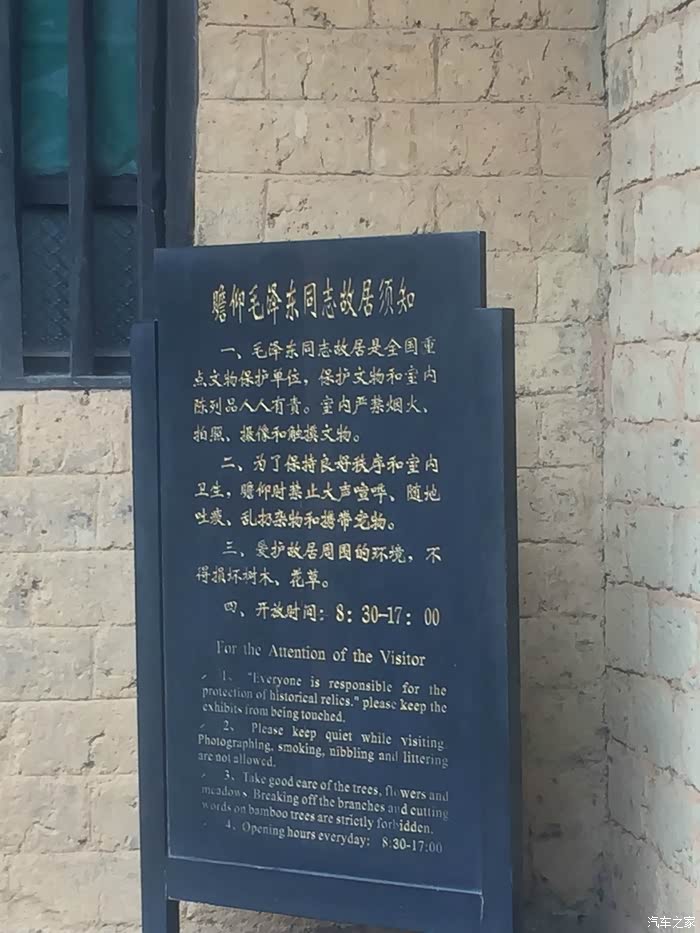 瞻仰毛泽东同志故居须知
一、毛泽东同志故居是全国重
点文物保护单位，保护文物和室内
陈列品人人有责。室内严禁烟火、
拍照、摄像和触摸文物。
二、为了保持良好秩序和室内
卫生，瞻仰时禁止大声喧哗、随地
吐痰、乱扔杂物和携带宠物。
三、爱护故居周围的环境，不
得损坏树木、花草。
四、开放时间：8：30—17：00
For the Attention of the Visitor
1、"Everyone is responsible for the
protection of historical relics." please keep the
exhibits from being touched.
2、Please keep quiet while visiting.
Photographing, smoking, nibbling and littering
are not allowed.
3、Take good care of the trees, flowers and
meadow、Breaking off the branches and cutting
words on bamboo trees are strictly forbidden.
4、Opening hours everyday: 8:30-17:00
汽车之家